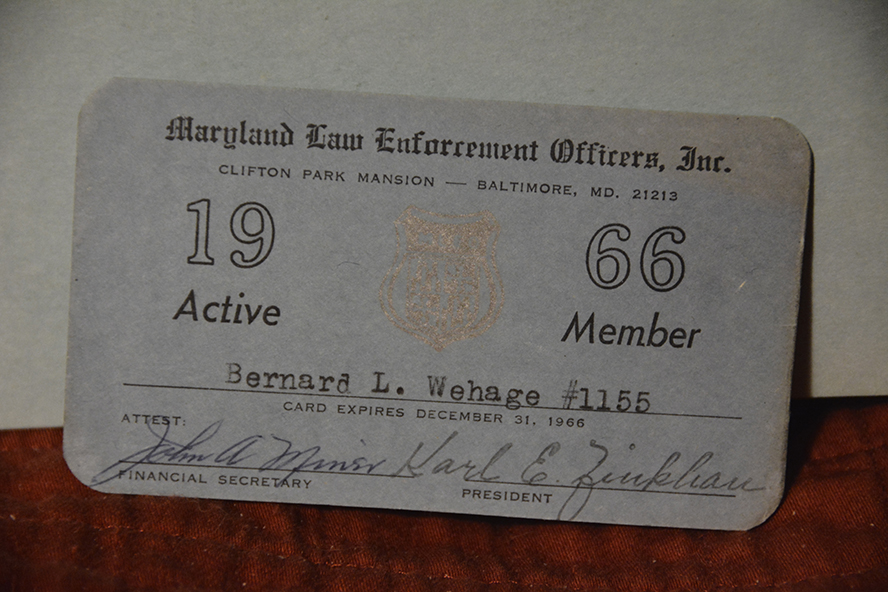 Maryland Law Enforcement Officers, Inc.
CLIFTON PARK MANSION — BALTIMORE, MD. 21213
19 66
Active Member
Bernard L. Wehage #1155
CARD EXPIRES DECEMBER 31, 1966
ATTEST:
John A Miner Karl E. Zinkhan
FINANCIAL SECRETARY PRESIDENT